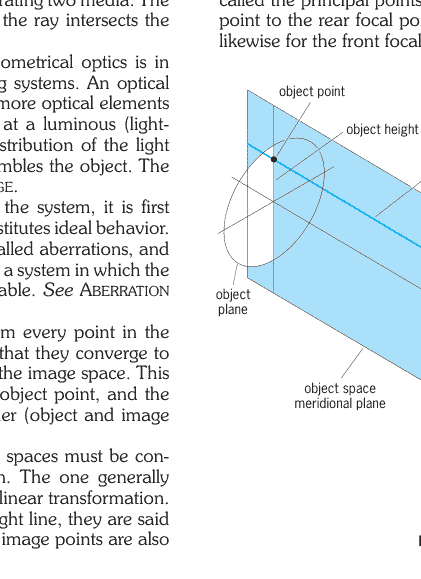 rating two media. The
the ray intersects the
ometrical optics is in
g systems. An optical
more optical elements
at a luminous (light-
stribution of the light
mbles the object. The
GE.
the system, it is first
stitutes ideal behavior.
alled aberrations, and
a system in which the
able. See ABERRATION
m every point in the
that they converge to
the image space. This
object point, and the
er (object and image
spaces must be con-
n. The one generally
linear transformation.
ght line, they are said
image points are also
called the principal points
point to the rear focal po
likewise for the front focal
object point
object height
object
plane
object space
meridional plane